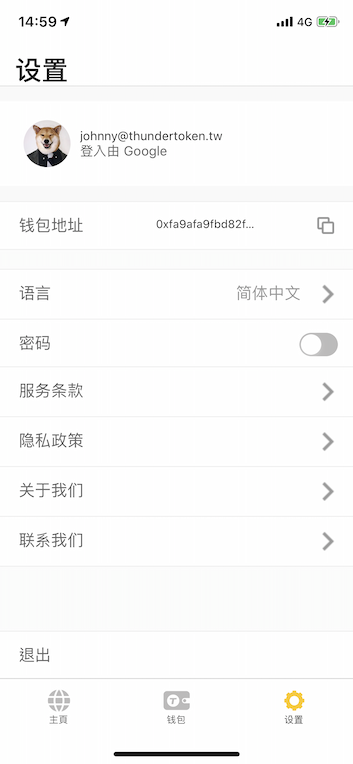 14:59
4G
设置
johnny@thundertoken.tw
登入由 Google
钱包地址 0xfa9afa9fbd82f...
语言 简体中文
密码
服务条款
隐私政策
关于我们
联系我们
退出
主頁 钱包 设置